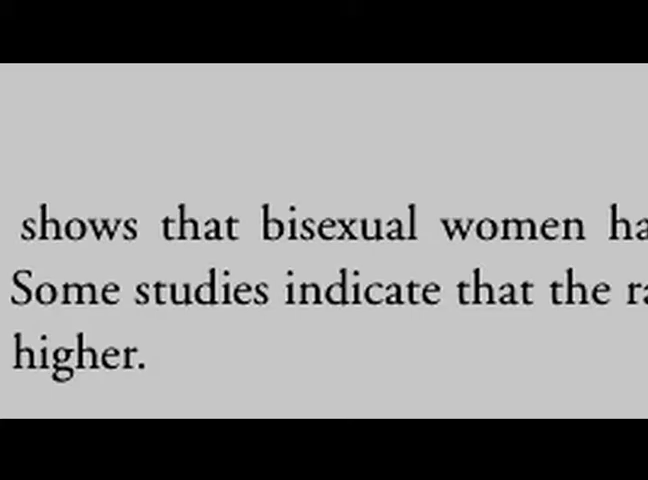 shows that bisexual women
Some studies indicate that the
higher.